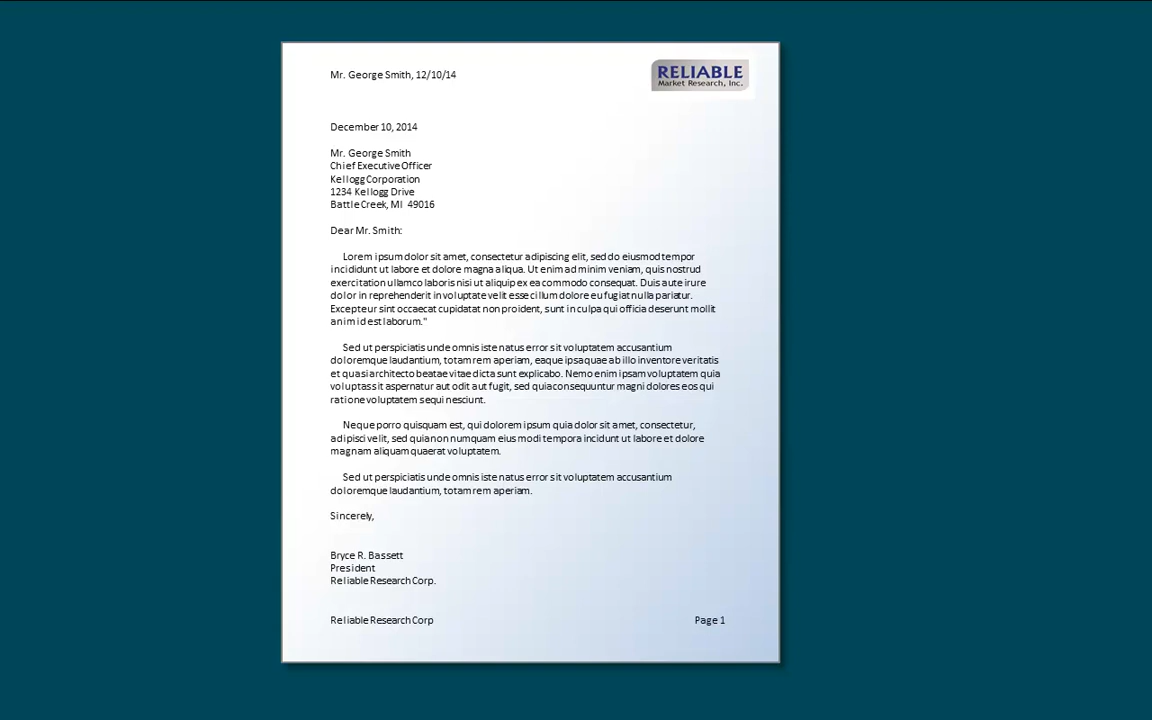 Mr. George Smith, 12/10/14
RELIABLE
Market Research, Inc.
December 10, 2014
Mr. George Smith
Chief Executive Officer
Kellogg Corporation
1234 Kellogg Drive
Battle Creek, MI 49016
Dear Mr. Smith:
Lorem ipsum dolor sit amet, consectetur adipiscing elit, sed do eiusmod tempor
incididunt ut labore et dolore magna aliqua. Ut enim ad minim veniam, quis nostrud
exercitation ullamco laboris nisi ut aliquip ex ea commodo consequat. Duis aute irure
dolor in reprehenderit in voluptate velit esse cillum dolore eu fugiat nulla pariatur.
Excepteur sint occaecat cupidatat non proident, sunt in culpa qui officia deserunt mollit
anim id est laborum."
Sed ut perspiciatis unde omnis iste natus error sit voluptatem accusantium
doloremque laudantium, totam rem aperiam, eaque ipsa quae ab illo inventore veritatis
et quasi architecto beatae vitae dicta sunt explicabo. Nemo enim ipsam voluptatem quia
voluptas sit aspernatur aut odit aut fugit, sed quia consequuntur magni dolores eos qui
ratione voluptatem sequi nesciunt.
Neque porro quisquam est, qui dolorem ipsum quia dolor sit amet, consectetur,
adipisci velit, sed quia non numquam eius modi tempora incidunt ut labore et dolore
magnam aliquam quaerat voluptatem.
Sed ut perspiciatis unde omnis iste natus error sit voluptatem accusantium
doloremque laudantium, totam rem aperiam.
Sincerely,
Bryce R. Bassett
President
Reliable Research Corp.
Reliable Research Corp
Page 1